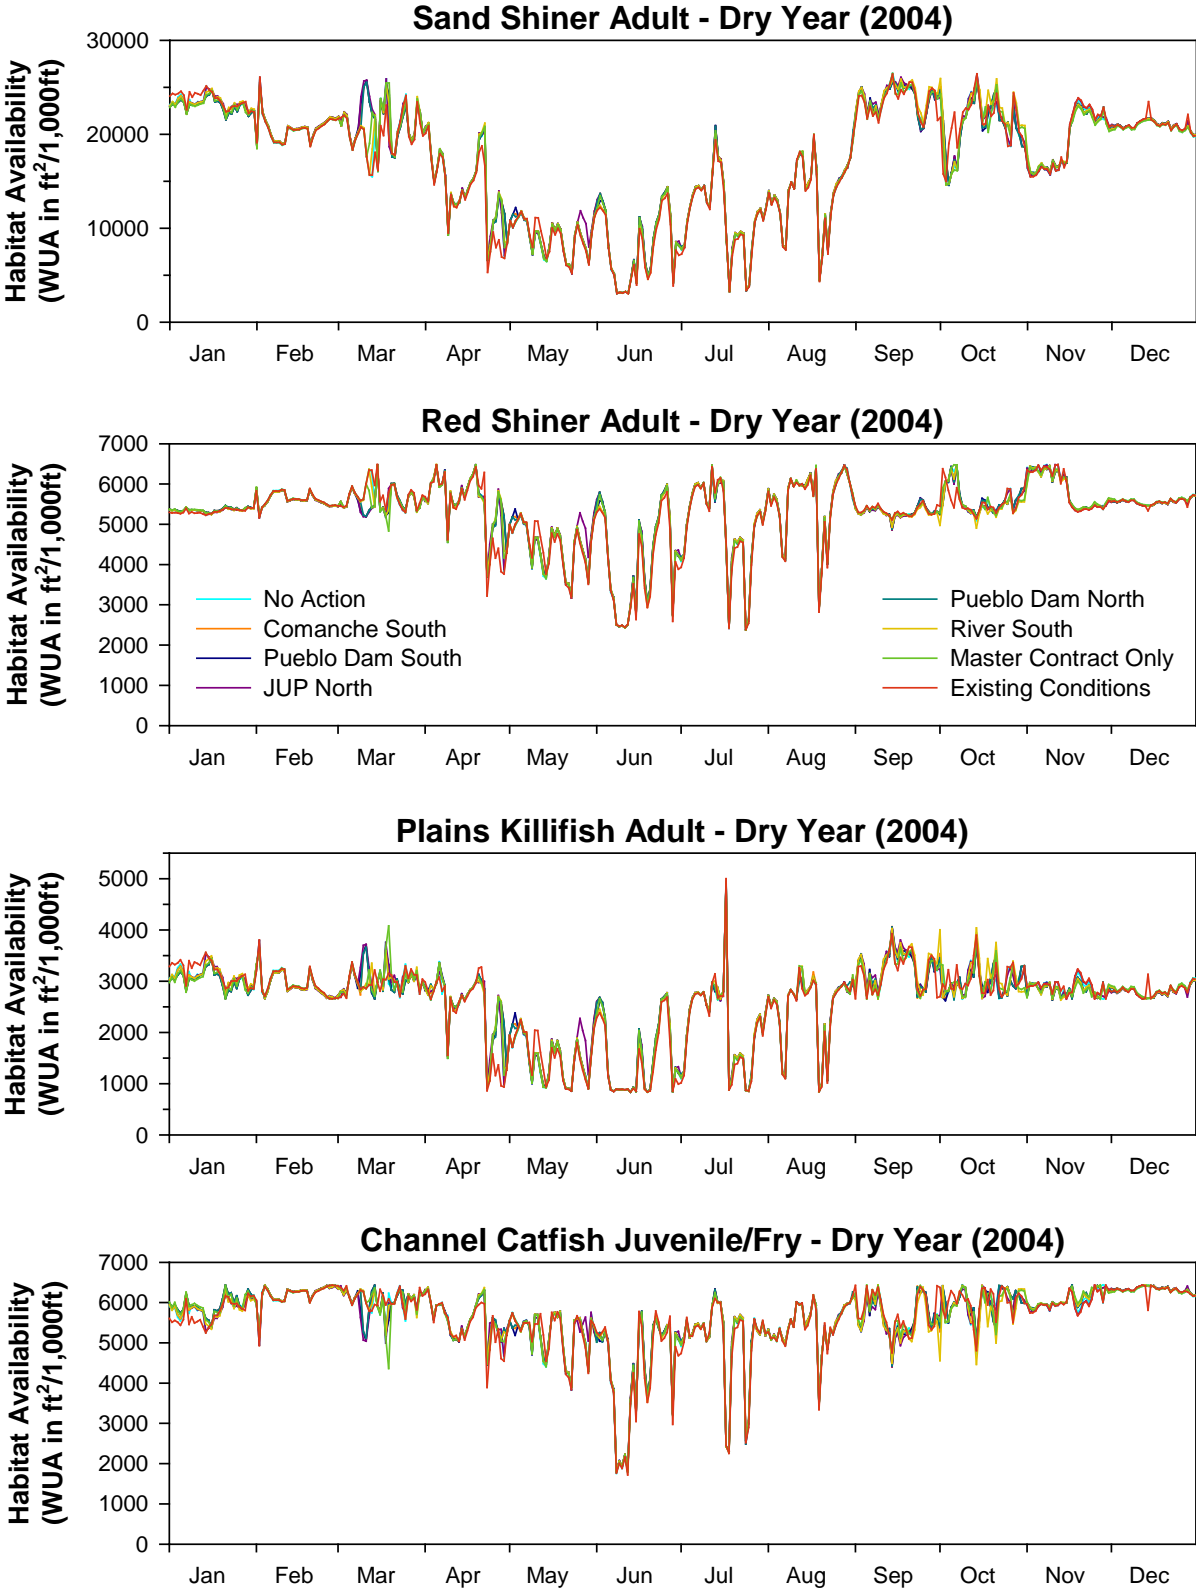 Sand Shiner Adult - Dry Year (2004)
Habitat Availability
(WUA in ft²/1,000ft)
30000
20000
10000
0
Jan Feb Mar Apr May Jun Jul Aug Sep Oct Nov Dec
Red Shiner Adult - Dry Year (2004)
Habitat Availability
(WUA in ft²/1,000ft)
7000
6000
5000
4000
3000
2000
1000
0
No Action
Comanche South
Pueblo Dam South
JUP North
Pueblo Dam North
River South
Master Contract Only
Existing Conditions
Jan Feb Mar Apr May Jun Jul Aug Sep Oct Nov Dec
Plains Killifish Adult - Dry Year (2004)
Habitat Availability
(WUA in ft²/1,000ft)
5000
4000
3000
2000
1000
0
Jan Feb Mar Apr May Jun Jul Aug Sep Oct Nov Dec
Channel Catfish Juvenile/Fry - Dry Year (2004)
Habitat Availability
(WUA in ft²/1,000ft)
7000
6000
5000
4000
3000
2000
1000
0
Jan Feb Mar Apr May Jun Jul Aug Sep Oct Nov Dec